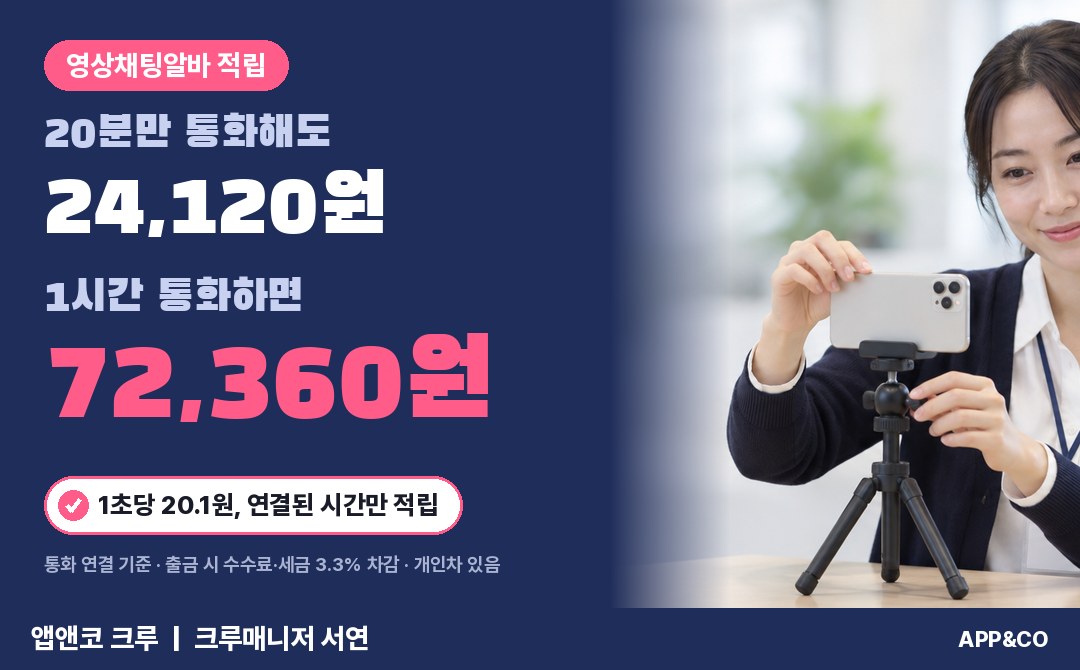 영상채팅알바 적립
20분만 통화해도
24,120원
1시간 통화하면
72,360원
1초당 20.1원, 연결된 시간만 적립
통화 연결 기준 · 출금 시 수수료·세금 3.3% 차감 · 개인차 있음
앱앤코 크루 | 크루매니저 서연
APP&CO